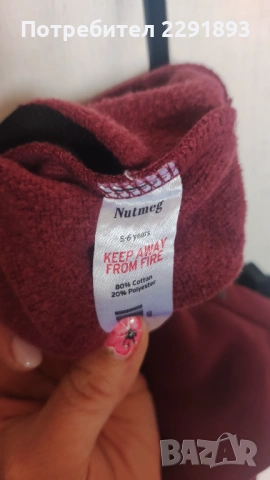 Потребител 2291893
Nutmeg
5-6 years
KEEP AWAY
FROM FIRE
80% Cotton
20% Polyester
BAZAR